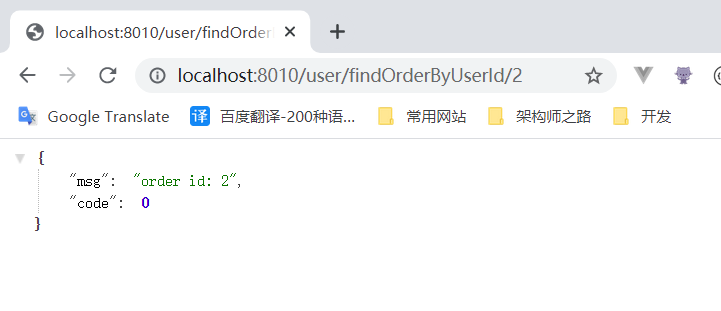 localhost:8010/user/findOrder
localhost:8010/user/findOrderByUserId/2
Google Translate 译 百度翻译-200种语... 常用网站 架构师之路 开发
{
"msg": "order id: 2",
"code": 0
}